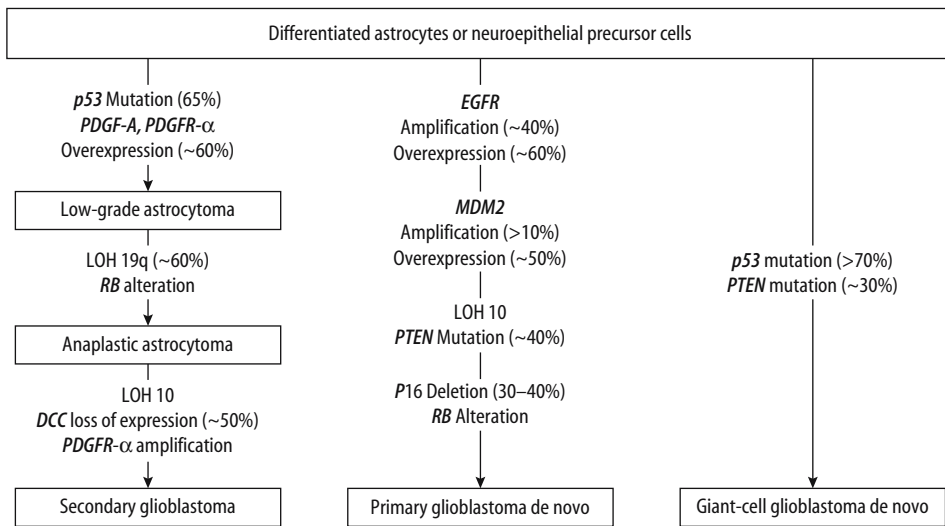 Differentiated astrocytes or neuroepithelial precursor cells
p53 Mutation (65%)
PDGF-A, PDGFR-α
Overexpression (~60%)
Low-grade astrocytoma
LOH 19q (~60%)
RB alteration
Anaplastic astrocytoma
LOH 10
DCC loss of expression (~50%)
PDGFR-α amplification
Secondary glioblastoma
EGFR
Amplification (~40%)
Overexpression (~60%)
MDM2
Amplification (>10%)
Overexpression (~50%)
LOH 10
PTEN Mutation (~40%)
P16 Deletion (30–40%)
RB Alteration
Primary glioblastoma de novo
p53 mutation (>70%)
PTEN mutation (~30%)
Giant-cell glioblastoma de novo